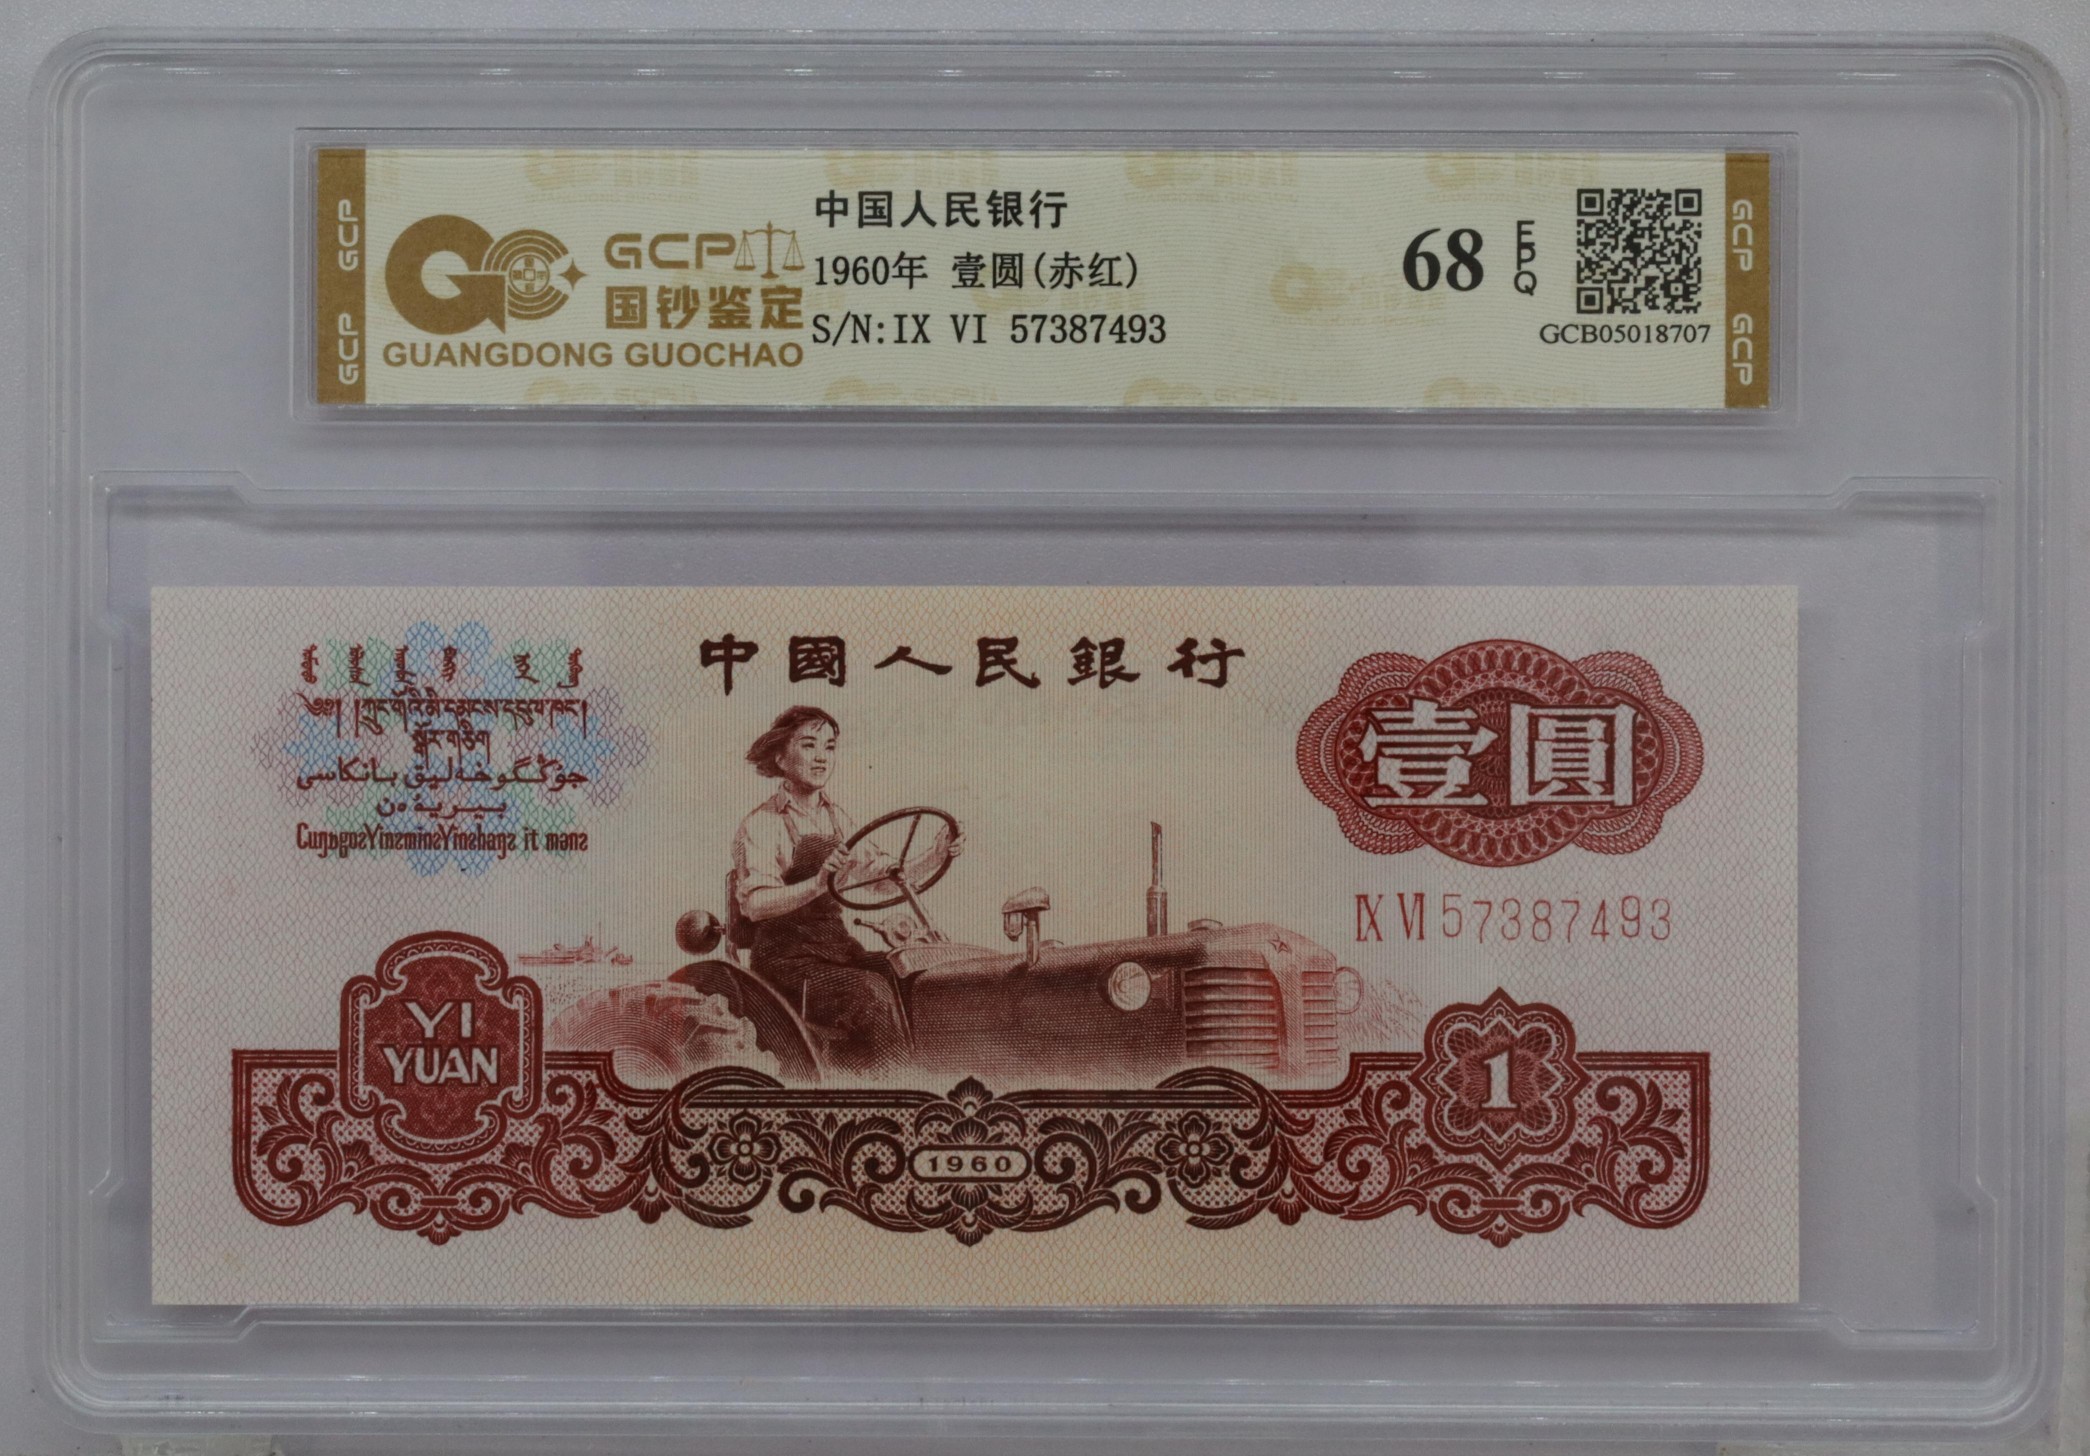 GCP
GCP
GCP
国钞鉴定
GUANGDONG GUOCHAO
中国人民银行
1960年 壹圆(赤红)
S/N:IX VI 57387493
68
EPQ
GCB05018707
GCP
GCP
中國人民銀行
壹圓
IX VI 57387493
YI
YUAN
1960
1